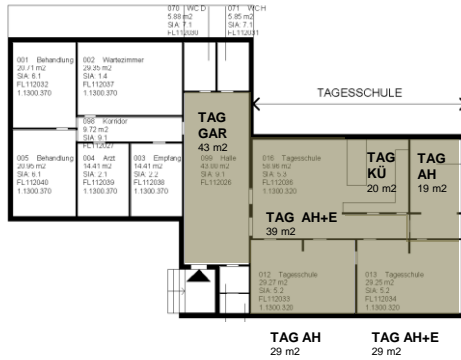 070 WC D
5.88 m2
SIA: 7.1
FL112030
071 WC H
5.85 m2
SIA: 7.1
FL112031
001 Behandlung
20.71 m2
SIA: 6.1
FL112032
1.1300.370
002 Wartezimmer
29.35 m2
SIA: 1.4
FL112037
1.1300.370
TAGESSCHULE
098 Korridor
9.72 m2
SIA: 9.1
FL112027
TAG
GAR
43 m2
005 Behandlung
20.95 m2
SIA: 6.1
FL112040
1.1300.370
004 Arzt
14.41 m2
SIA: 2.1
FL112039
1.1300.370
003 Empfang
14.41 m2
SIA: 2.2
FL112038
1.1300.370
099 Halle
SIA: 9.1
FL112026
016 Tagesschule
58.96 m2
SIA: 5.3
FL112036
1.1300.320
TAG
KÜ
20 m2
TAG
AH
19 m2
TAG AH+E
39 m2
012 Tagesschule
29.27 m2
SIA: 5.2
FL112033
1.1300.320
013 Tagesschule
29.25 m2
SIA: 5.2
FL112034
1.1300.320
TAG AH
29 m2
TAG AH+E
29 m2